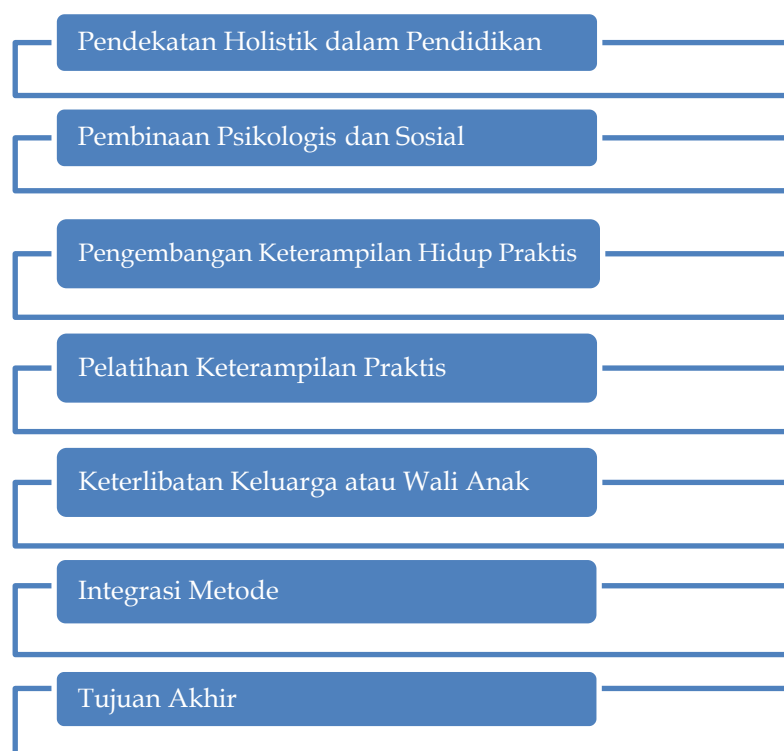 Pendekatan Holistik dalam Pendidikan
Pembinaan Psikologis dan Sosial
Pengembangan Keterampilan Hidup Praktis
Pelatihan Keterampilan Praktis
Keterlibatan Keluarga atau Wali Anak
Integrasi Metode
Tujuan Akhir